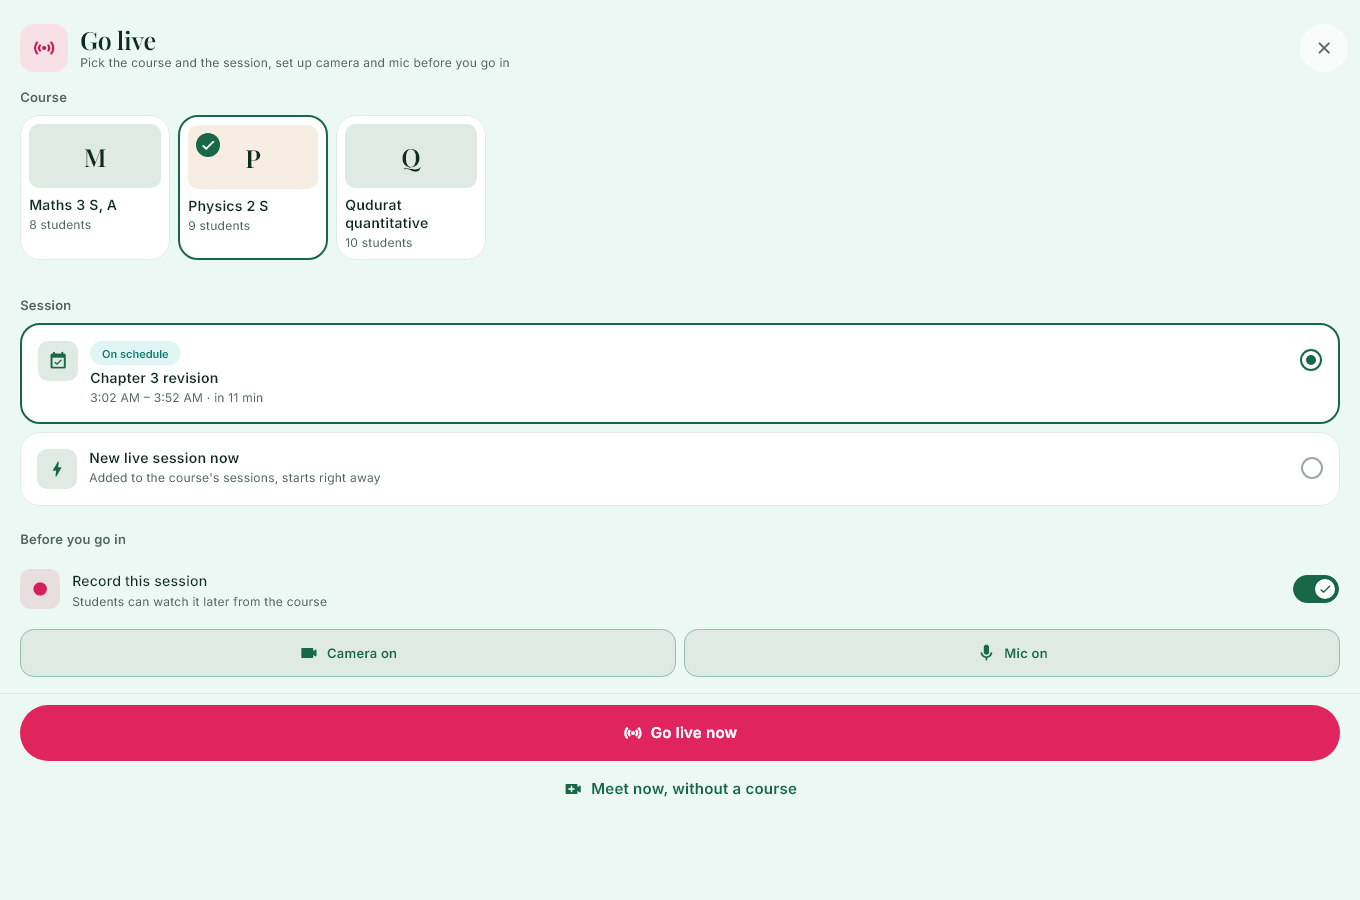 Go live
Pick the course and the session, set up camera and mic before you go in
Course
M
Maths 3 S, A
8 students
P
Physics 2 S
9 students
Q
Qudurat
quantitative
10 students
Session
On schedule
Chapter 3 revision
3:02 AM – 3:52 AM · in 11 min
New live session now
Added to the course's sessions, starts right away
Before you go in
Record this session
Students can watch it later from the course
Camera on
Mic on
Go live now
Meet now, without a course